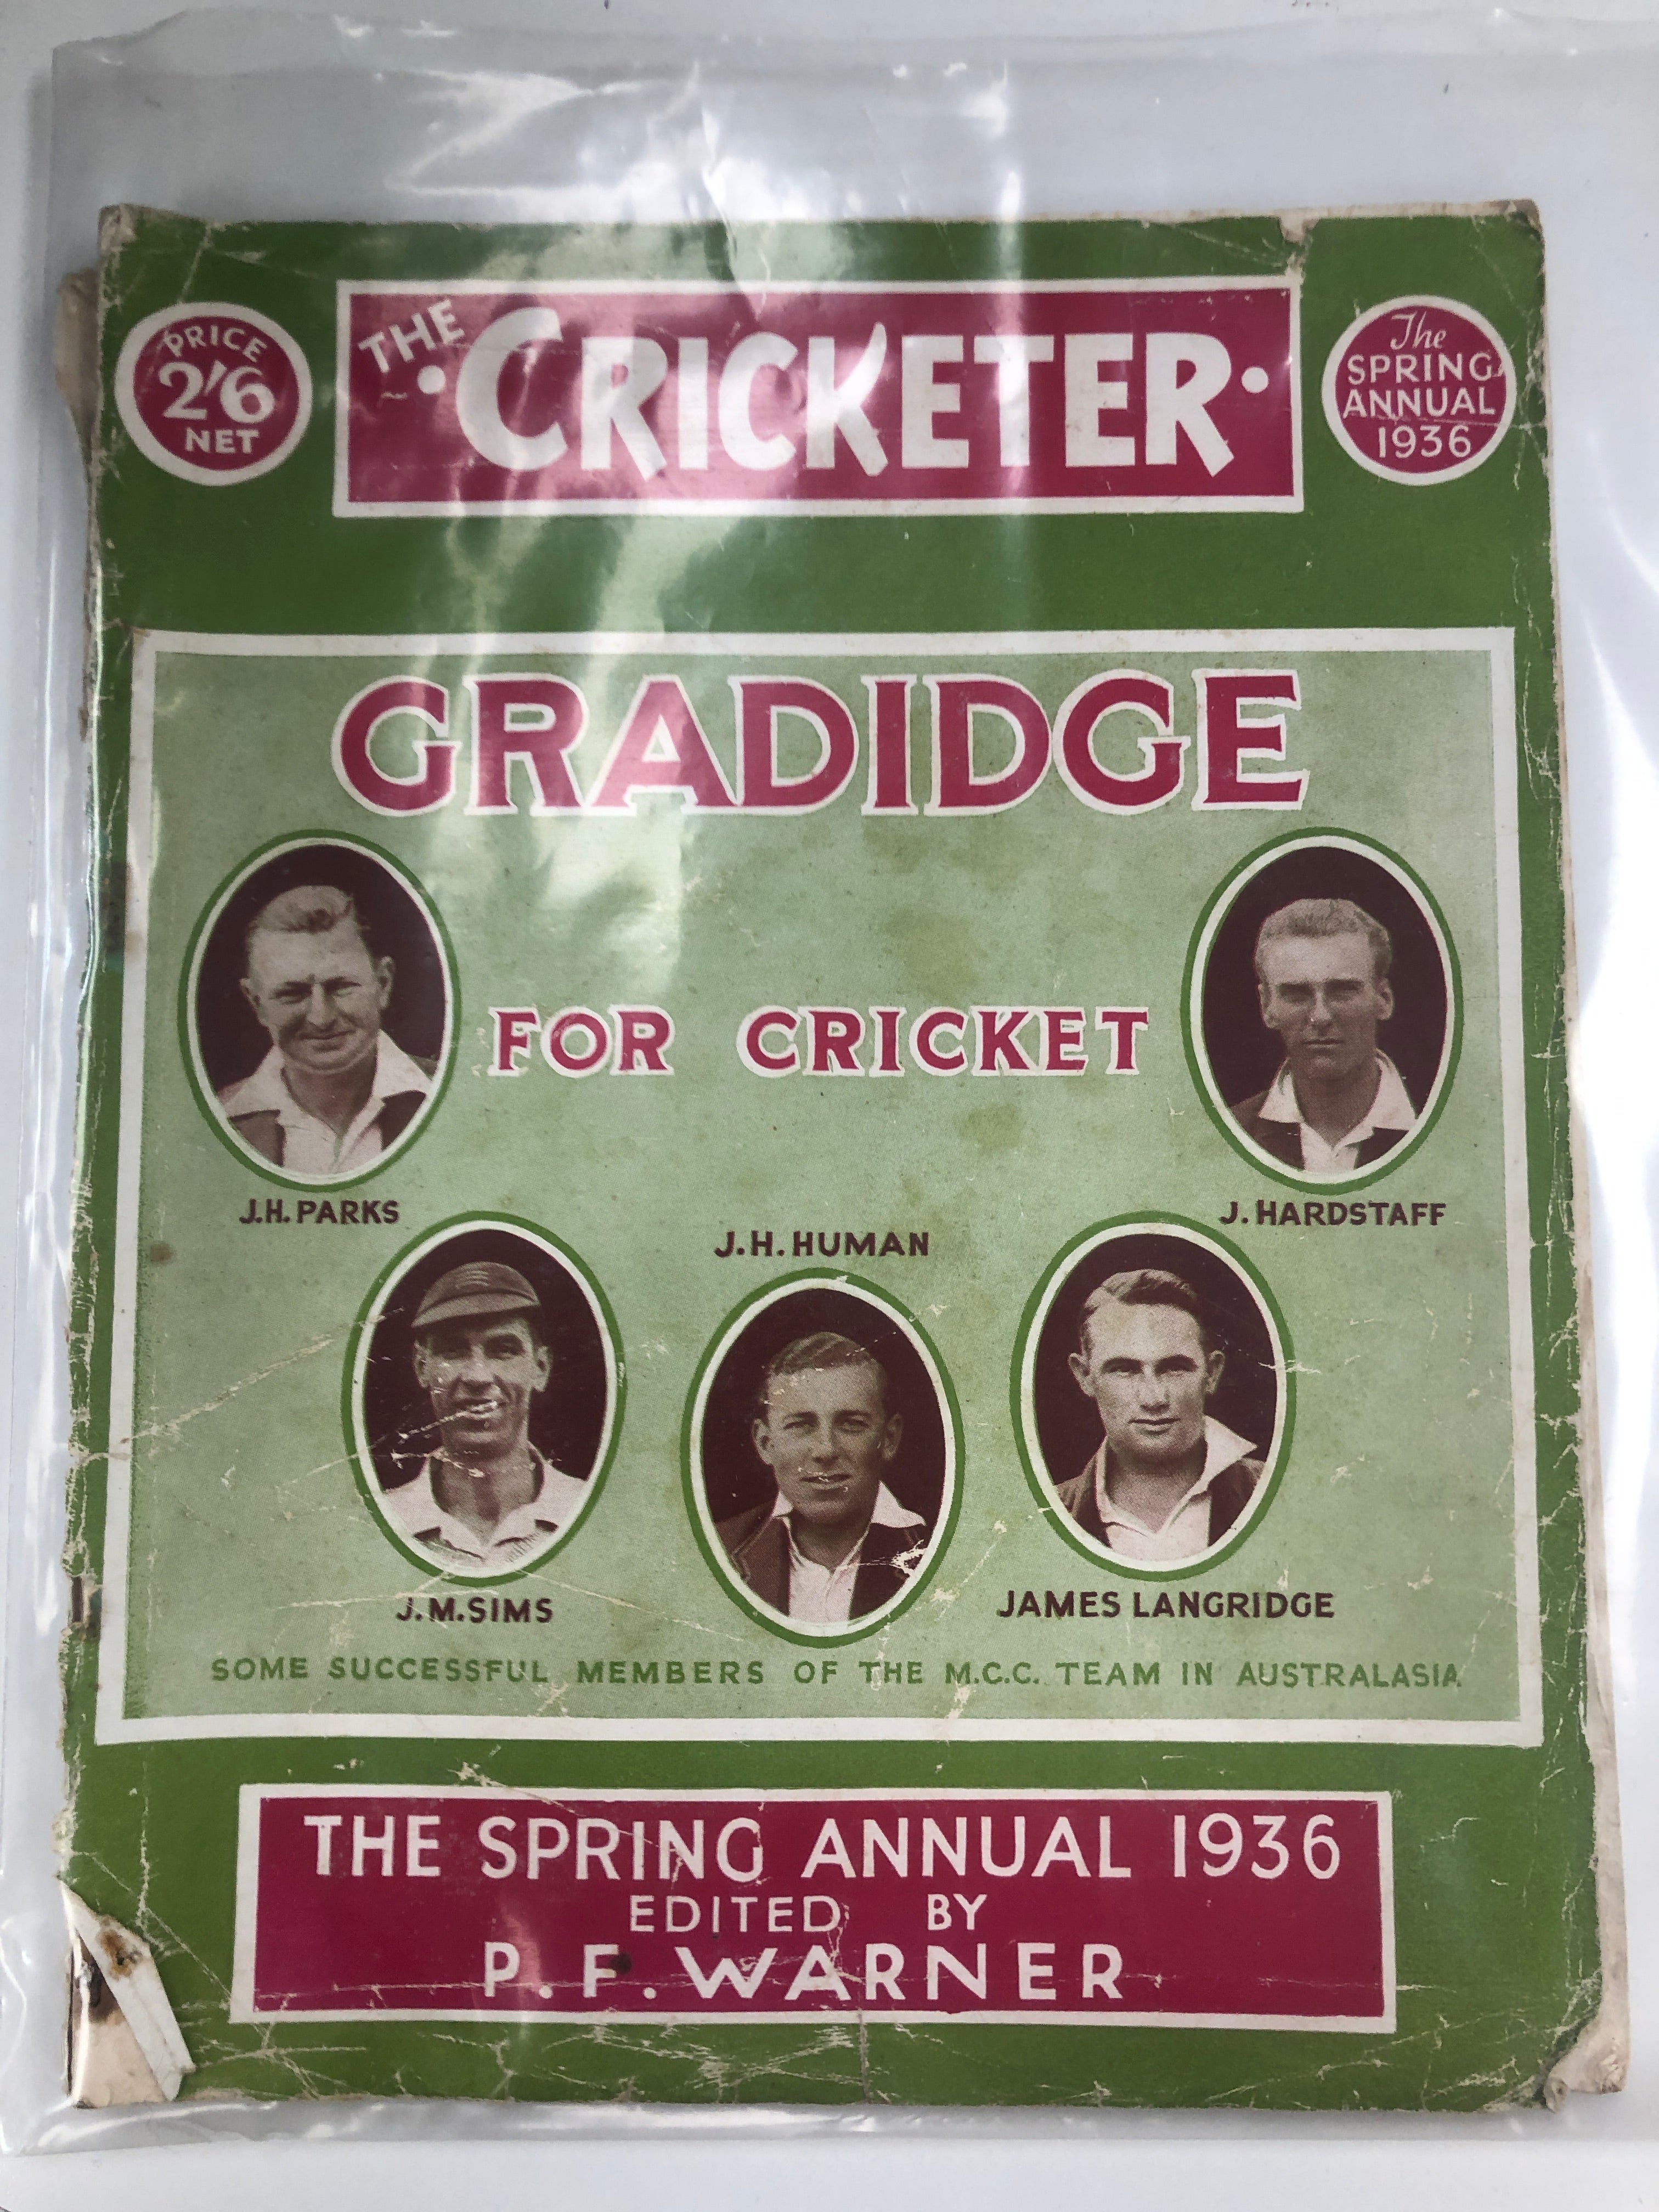 PRICE
2'6
NET
THE
·CRICKETER·
The
SPRING
ANNUAL
1936
GRADIDGE
FOR CRICKET
J.H. PARKS
J. HARDSTAFF
J.H. HUMAN
J.M. SIMS
JAMES LANGRIDGE
SOME SUCCESSFUL MEMBERS OF THE M.C.C. TEAM IN AUSTRALASIA
THE SPRING ANNUAL 1936
EDITED BY
P. F. WARNER